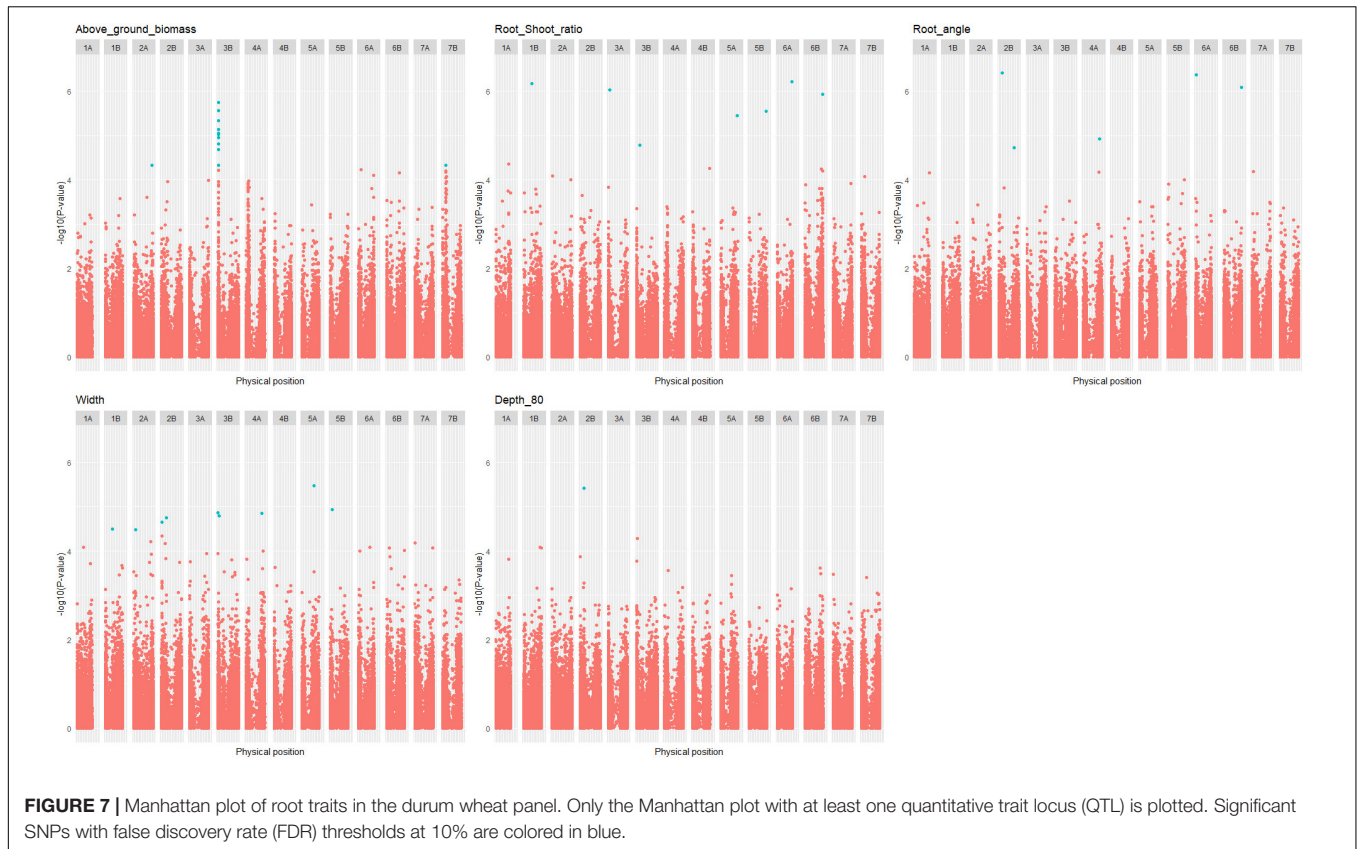 Above_ground_biomass
1A 1B 2A 2B 3A 3B 4A 4B 5A 5B 6A 6B 7A 7B
6
4
2
0
-log10(P-value)
Physical position
Root_Shoot_ratio
1A 1B 2A 2B 3A 3B 4A 4B 5A 5B 6A 6B 7A 7B
6
4
2
0
-log10(P-value)
Physical position
Root_angle
1A 1B 2A 2B 3A 3B 4A 4B 5A 5B 6A 6B 7A 7B
6
4
2
0
-log10(P-value)
Physical position
Width
1A 1B 2A 2B 3A 3B 4A 4B 5A 5B 6A 6B 7A 7B
6
4
2
0
-log10(P-value)
Physical position
Depth_80
1A 1B 2A 2B 3A 3B 4A 4B 5A 5B 6A 6B 7A 7B
6
4
2
0
-log10(P-value)
Physical position
FIGURE 7 | Manhattan plot of root traits in the durum wheat panel. Only the Manhattan plot with at least one quantitative trait locus (QTL) is plotted. Significant
SNPs with false discovery rate (FDR) thresholds at 10% are colored in blue.